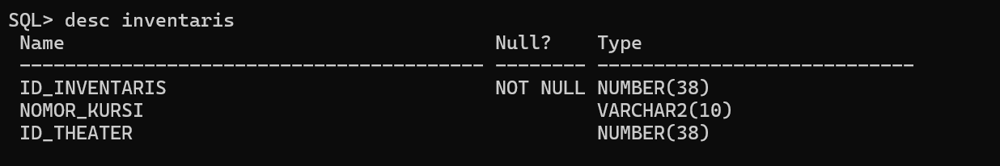 SQL> desc inventaris
Name Null? Type
----------------------------------------- -------- ----------------------------
ID_INVENTARIS NOT NULL NUMBER(38)
NOMOR_KURSI VARCHAR2(10)
ID_THEATER NUMBER(38)